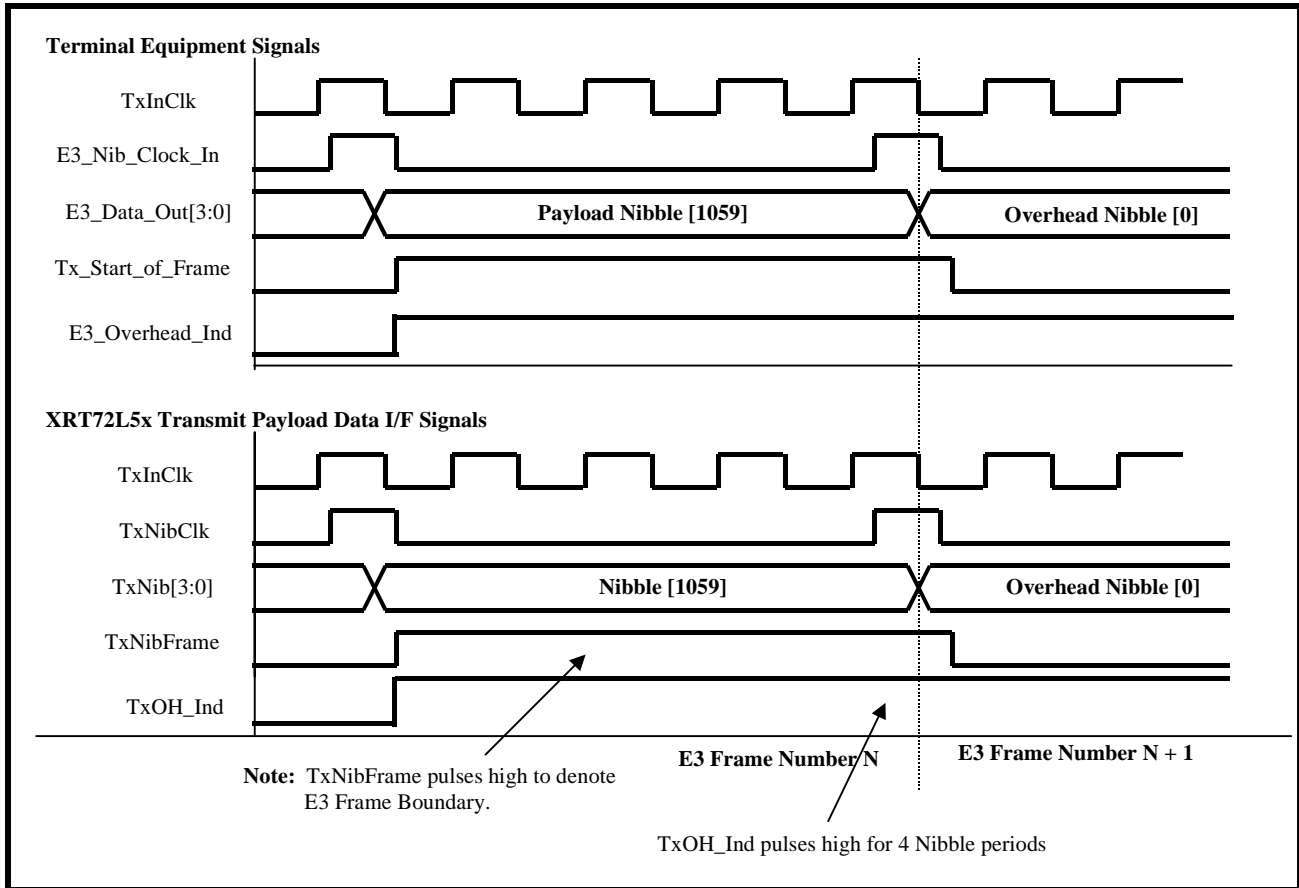 Terminal Equipment Signals
TxInClk
E3_Nib_Clock_In
E3_Data_Out[3:0]
Payload Nibble [1059]
Overhead Nibble [0]
Tx_Start_of_Frame
E3_Overhead_Ind
XRT72L5x Transmit Payload Data I/F Signals
TxInClk
TxNibClk
TxNib[3:0]
Nibble [1059]
Overhead Nibble [0]
TxNibFrame
TxOH_Ind
E3 Frame Number N
E3 Frame Number N + 1
Note: TxNibFrame pulses high to denote
E3 Frame Boundary.
TxOH_Ind pulses high for 4 Nibble periods